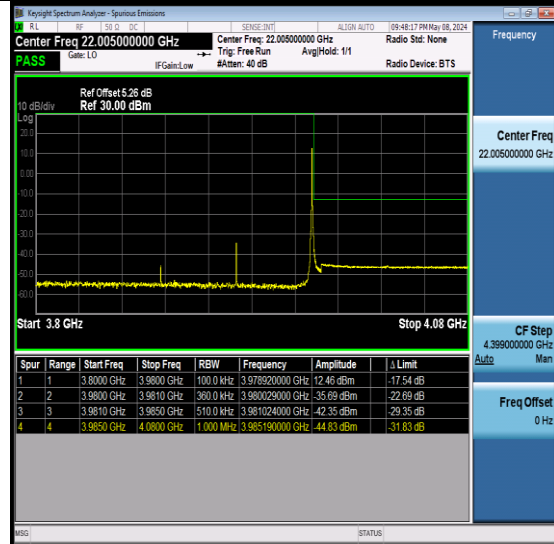 Keysight Spectrum Analyzer - Spurious Emissions
RL RF 50 Ω DC SENSE:INT ALIGN AUTO 09:48:17 PM May 08, 2024
Center Freq 22.005000000 GHz
Center Freq: 22.005000000 GHz
Radio Std: None
PASS
Gate: LO
IFGain:Low
Trig: Free Run
Avg|Hold: 1/1
#Atten: 40 dB
Radio Device: BTS
Ref Offset 5.26 dB
10 dB/div
Ref 30.00 dBm
Log
20.0
10.0
0.00
-10.0
-20.0
-30.0
-40.0
-50.0
-60.0
Start 3.8 GHz
Stop 4.08 GHz
Spur Range Start Freq Stop Freq RBW Frequency Amplitude Δ Limit
1 1 3.8000 GHz 3.9800 GHz 100.0 kHz 3.978920000 GHz 12.46 dBm -17.54 dB
2 2 3.9800 GHz 3.9810 GHz 360.0 kHz 3.980029000 GHz -35.69 dBm -22.69 dB
3 3 3.9810 GHz 3.9850 GHz 510.0 kHz 3.981024000 GHz -42.35 dBm -29.35 dB
4 4 3.9850 GHz 4.0800 GHz 1.000 MHz 3.985190000 GHz -44.83 dBm -31.83 dB
MSG
STATUS
Frequency
Center Freq
22.005000000 GHz
CF Step
4.399000000 GHz
Auto Man
Freq Offset
0 Hz